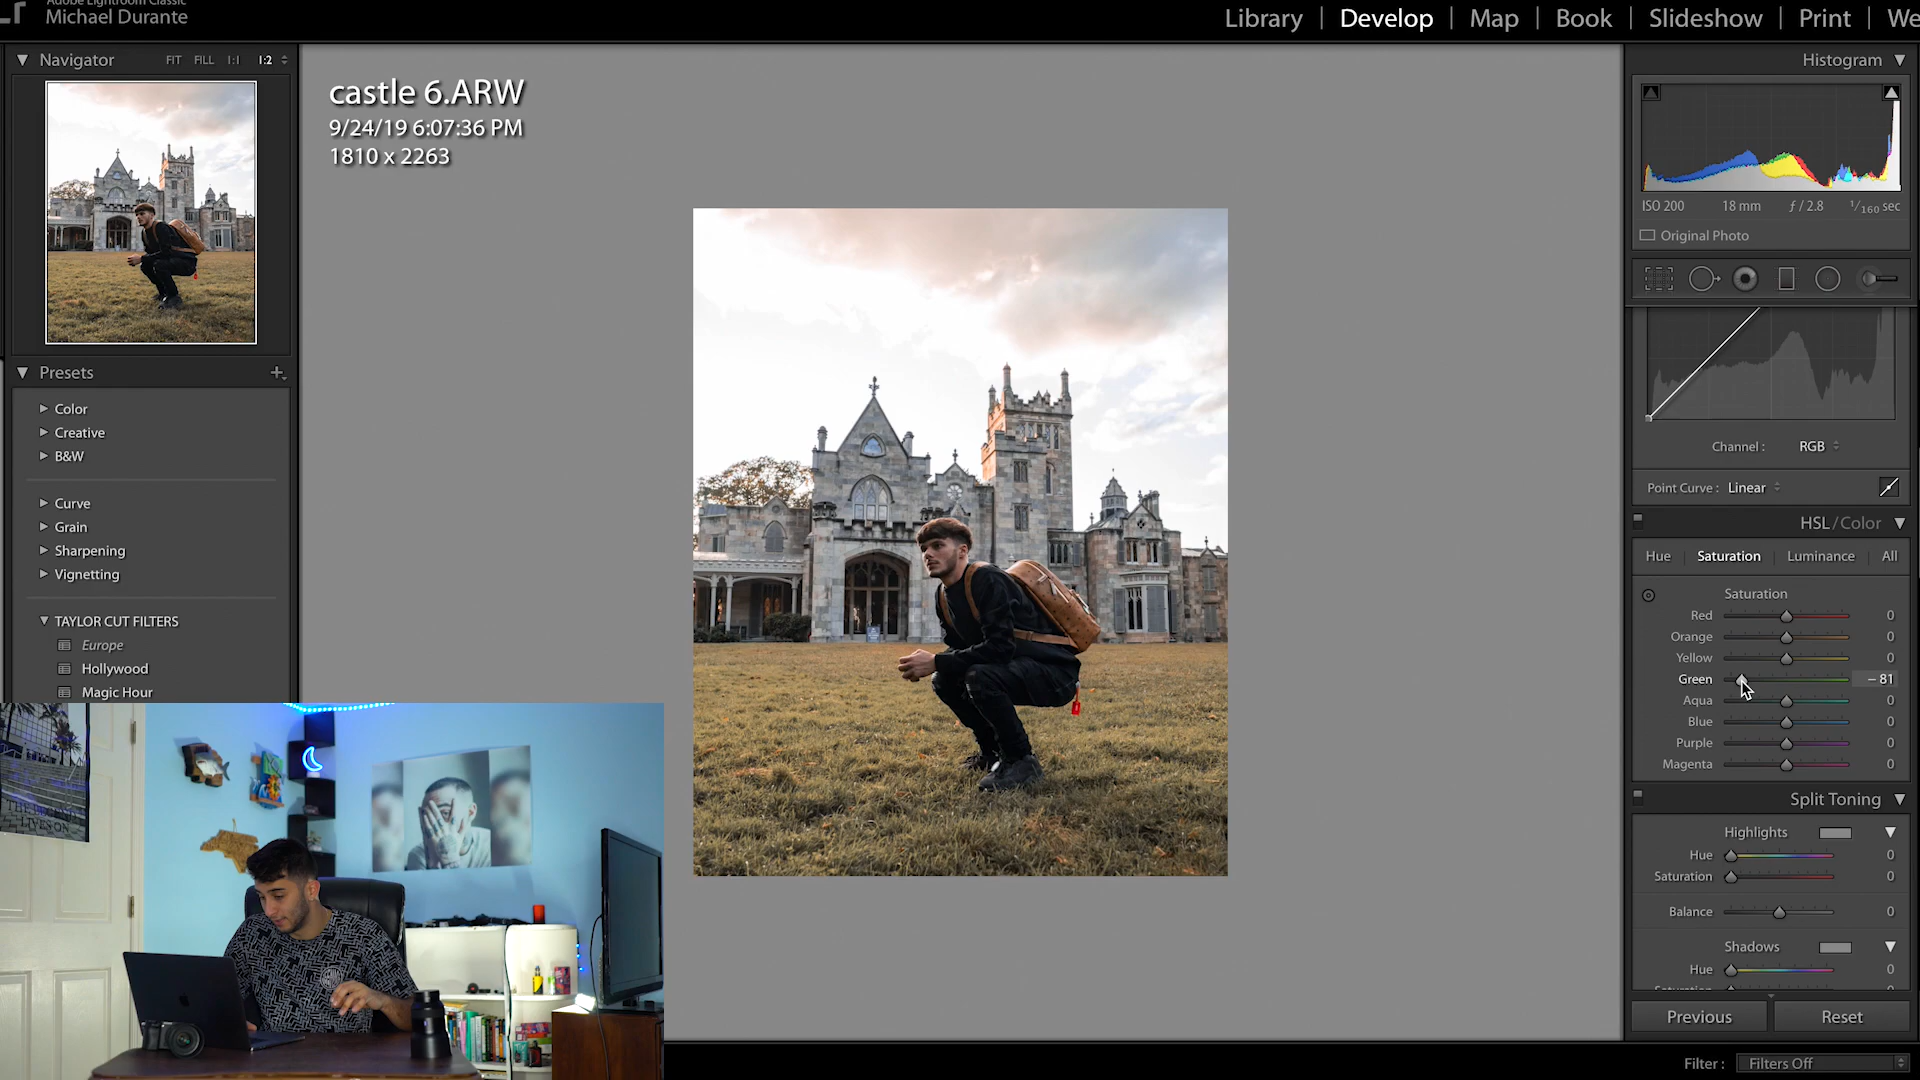 Adobe Lightroom Classic
Michael Durante
Library | Develop | Map | Book | Slideshow | Print | We
Navigator FIT FILL 1:1 1:2
castle 6.ARW
9/24/19 6:07:36 PM
1810 x 2263
Histogram
ISO 200 18 mm ƒ / 2.8 1/160 sec
Original Photo
Presets +
Color
Creative
B&W
Curve
Grain
Sharpening
Vignetting
TAYLOR CUT FILTERS
Europe
Hollywood
Magic Hour
Channel : RGB
Point Curve : Linear
HSL / Color
Hue Saturation Luminance All
Saturation
Red 0
Orange 0
Yellow 0
Green – 81
Aqua 0
Blue 0
Purple 0
Magenta 0
Split Toning
Highlights
Hue 0
Saturation 0
Balance 0
Shadows
Hue 0
Previous Reset
Filter : Filters Off
THE LEGEND
LIVES ON